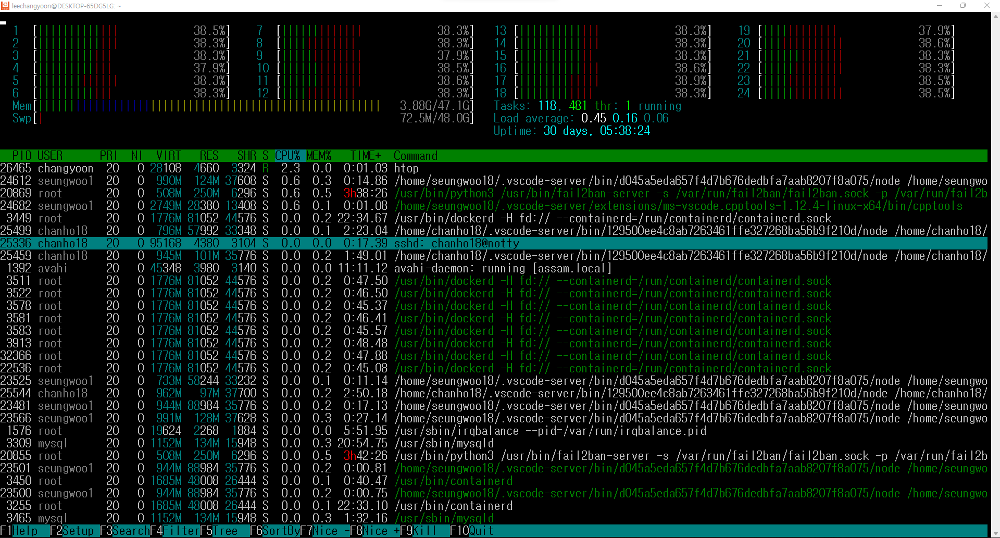 leechangyoon@DESKTOP-65DG5LG: ~
1 [ 38.5%] 7 [ 38.3%] 13 [ 38.3%] 19 [ 37.9%]
2 [ 38.3%] 8 [ 38.3%] 14 [ 38.3%] 20 [ 38.6%]
3 [ 38.3%] 9 [ 37.9%] 15 [ 38.3%] 21 [ 38.3%]
4 [ 37.9%] 10 [ 38.5%] 16 [ 38.6%] 22 [ 38.3%]
5 [ 38.3%] 11 [ 38.6%] 17 [ 38.9%] 23 [ 38.5%]
6 [ 38.3%] 12 [ 38.3%] 18 [ 38.3%] 24 [ 38.5%]
Mem[ 3.88G/47.1G] Tasks: 118, 481 thr; 1 running
Swp[ 72.5M/48.0G] Load average: 0.45 0.16 0.06
Uptime: 30 days, 05:38:24
PID USER PRI NI VIRT RES SHR S CPU% MEM% TIME+ Command
26465 changyoon 20 0 28108 4660 3324 R 2.3 0.0 0:01.03 htop
24612 seungwoo1 20 0 990M 124M 37608 S 0.6 0.3 0:14.86 /home/seungwoo18/.vscode-server/bin/d045a5eda657f4d7b676dedbfa7aab8207f8a075/node /home/seungwo
20869 root 20 0 508M 250M 6296 S 0.6 0.5 3h38:26 /usr/bin/python3 /usr/bin/fail2ban-server -s /var/run/fail2ban/fail2ban.sock -p /var/run/fail2b
24682 seungwoo1 20 0 2749M 28380 13408 S 0.6 0.1 0:01.08 /home/seungwoo18/.vscode-server/extensions/ms-vscode.cpptools-1.12.4-linux-x64/bin/cpptools
3449 root 20 0 1776M 81052 44576 S 0.0 0.2 22:34.67 /usr/bin/dockerd -H fd:// --containerd=/run/containerd/containerd.sock
25499 chanho18 20 0 796M 57992 33348 S 0.0 0.1 2:23.04 /home/chanho18/.vscode-server/bin/129500ee4c8ab7263461ffe327268ba56b9f210d/node /home/chanho18/
25336 chanho18 20 0 95168 4380 3104 S 0.0 0.0 0:17.39 sshd: chanho18@notty
25459 chanho18 20 0 945M 101M 35776 S 0.0 0.2 1:49.01 /home/chanho18/.vscode-server/bin/129500ee4c8ab7263461ffe327268ba56b9f210d/node /home/chanho18/
1392 avahi 20 0 45348 3980 3140 S 0.0 0.0 11:11.12 avahi-daemon: running [assam.local]
3511 root 20 0 1776M 81052 44576 S 0.0 0.2 0:47.50 /usr/bin/dockerd -H fd:// --containerd=/run/containerd/containerd.sock
3522 root 20 0 1776M 81052 44576 S 0.0 0.2 0:46.50 /usr/bin/dockerd -H fd:// --containerd=/run/containerd/containerd.sock
3578 root 20 0 1776M 81052 44576 S 0.0 0.2 0:45.37 /usr/bin/dockerd -H fd:// --containerd=/run/containerd/containerd.sock
3581 root 20 0 1776M 81052 44576 S 0.0 0.2 0:46.41 /usr/bin/dockerd -H fd:// --containerd=/run/containerd/containerd.sock
3583 root 20 0 1776M 81052 44576 S 0.0 0.2 0:45.57 /usr/bin/dockerd -H fd:// --containerd=/run/containerd/containerd.sock
3913 root 20 0 1776M 81052 44576 S 0.0 0.2 0:48.48 /usr/bin/dockerd -H fd:// --containerd=/run/containerd/containerd.sock
32366 root 20 0 1776M 81052 44576 S 0.0 0.2 0:47.88 /usr/bin/dockerd -H fd:// --containerd=/run/containerd/containerd.sock
22536 root 20 0 1776M 81052 44576 S 0.0 0.2 0:45.08 /usr/bin/dockerd -H fd:// --containerd=/run/containerd/containerd.sock
23525 seungwoo1 20 0 733M 58244 33232 S 0.0 0.1 0:11.14 /home/seungwoo18/.vscode-server/bin/d045a5eda657f4d7b676dedbfa7aab8207f8a075/node /home/seungwo
25544 chanho18 20 0 962M 97M 37700 S 0.0 0.2 2:50.18 /home/chanho18/.vscode-server/bin/129500ee4c8ab7263461ffe327268ba56b9f210d/node /home/chanho18/
23481 seungwoo1 20 0 944M 88984 35776 S 0.0 0.2 0:17.13 /home/seungwoo18/.vscode-server/bin/d045a5eda657f4d7b676dedbfa7aab8207f8a075/node /home/seungwo
23566 seungwoo1 20 0 991M 128M 37628 S 0.0 0.3 0:27.14 /home/seungwoo18/.vscode-server/bin/d045a5eda657f4d7b676dedbfa7aab8207f8a075/node /home/seungwo
1576 root 20 0 19624 2268 1884 S 0.0 0.0 5:51.95 /usr/sbin/irqbalance --pid=/var/run/irqbalance.pid
3309 mysql 20 0 1152M 134M 15948 S 0.0 0.3 20:54.75 /usr/sbin/mysqld
20855 root 20 0 508M 250M 6296 S 0.0 0.5 3h42:26 /usr/bin/python3 /usr/bin/fail2ban-server -s /var/run/fail2ban/fail2ban.sock -p /var/run/fail2b
23501 seungwoo1 20 0 944M 88984 35776 S 0.0 0.2 0:00.81 /home/seungwoo18/.vscode-server/bin/d045a5eda657f4d7b676dedbfa7aab8207f8a075/node /home/seungwo
3450 root 20 0 1685M 48008 26444 S 0.0 0.1 0:40.47 /usr/bin/containerd
23500 seungwoo1 20 0 944M 88984 35776 S 0.0 0.2 0:00.75 /home/seungwoo18/.vscode-server/bin/d045a5eda657f4d7b676dedbfa7aab8207f8a075/node /home/seungwo
3255 root 20 0 1685M 48008 26444 S 0.0 0.1 22:33.10 /usr/bin/containerd
3465 mysql 20 0 1152M 134M 15948 S 0.0 0.3 1:32.16 /usr/sbin/mysqld
F1Help F2Setup F3SearchF4FilterF5Tree F6SortByF7Nice -F8Nice +F9Kill F10Quit